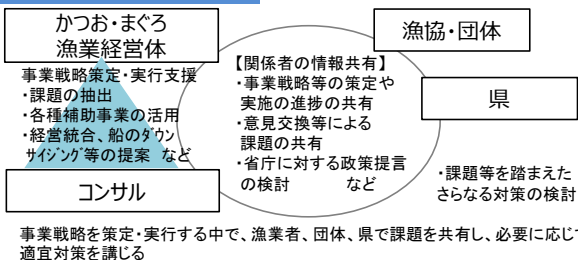 かつお・まぐろ
漁業経営体
事業戦略策定・実行支援
・課題の抽出
・各種補助事業の活用
・経営統合、船のダウン
サイジング等の提案 など
コンサル
【関係者の情報共有】
・事業戦略等の策定や
実施の進捗の共有
・意見交換等による
課題の共有
・省庁に対する政策提言
の検討 など
漁協・団体
県
・課題等を踏まえた
さらなる対策の検討
事業戦略を策定・実行する中で、漁業者、団体、県で課題を共有し、必要に応じて
適宜対策を講じる